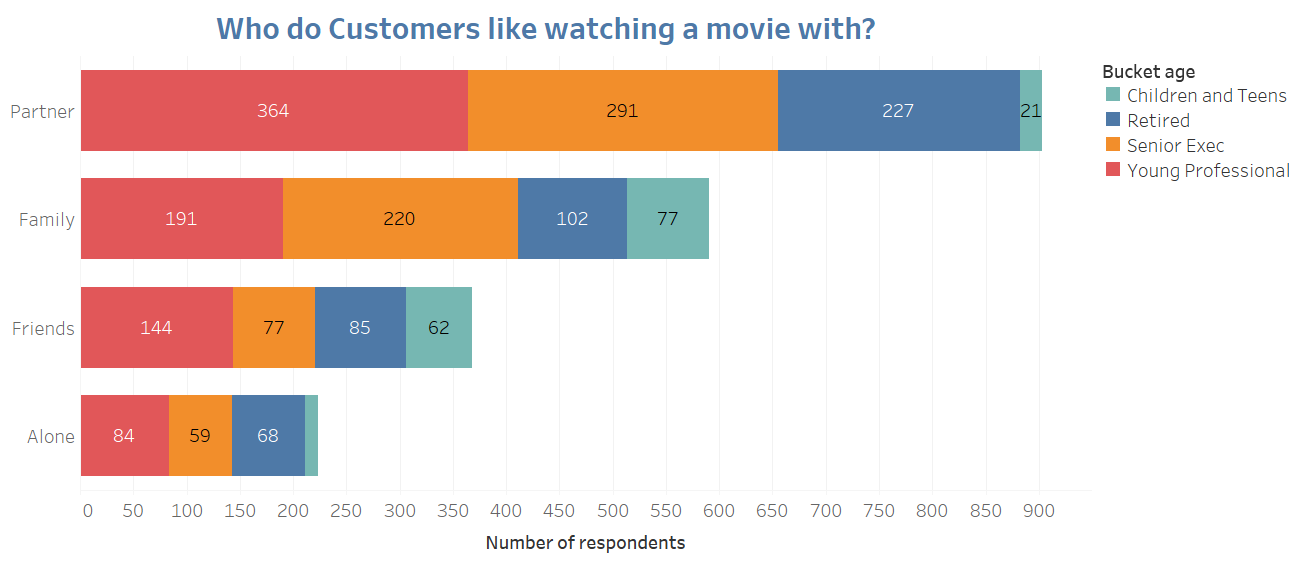 Who do Customers like watching a movie with?
Bucket age
Children and Teens
Retired
Senior Exec
Young Professional
Partner 364 291 227 21
Family 191 220 102 77
Friends 144 77 85 62
Alone 84 59 68
0 50 100 150 200 250 300 350 400 450 500 550 600 650 700 750 800 850 900
Number of respondents